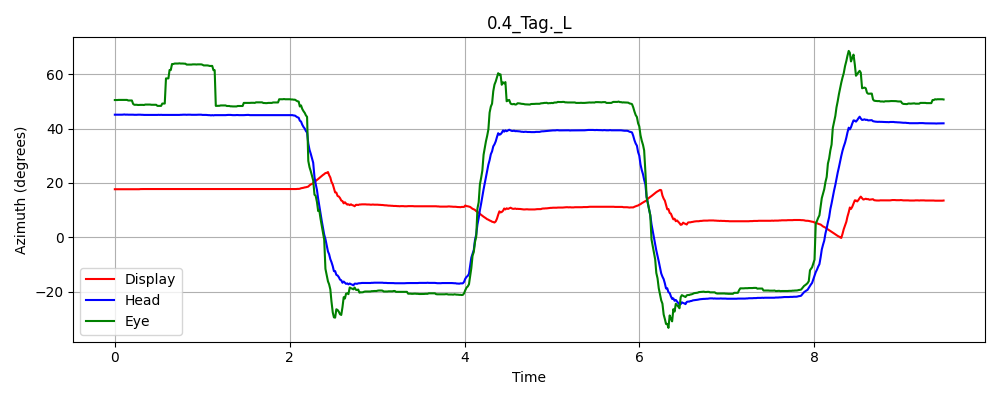 0.4_Tag._L
Azimuth (degrees)
60
40
20
0
−20
Display
Head
Eye
0 2 4 6 8
Time